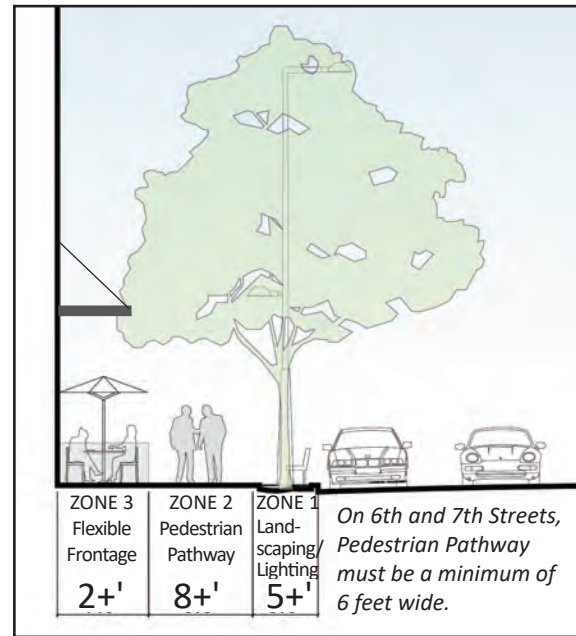 ZONE 3
Flexible
Frontage
2+'
ZONE 2
Pedestrian
Pathway
8+'
ZONE 1
Land-
scaping/
Lighting
5+'
On 6th and 7th Streets,
Pedestrian Pathway
must be a minimum of
6 feet wide.